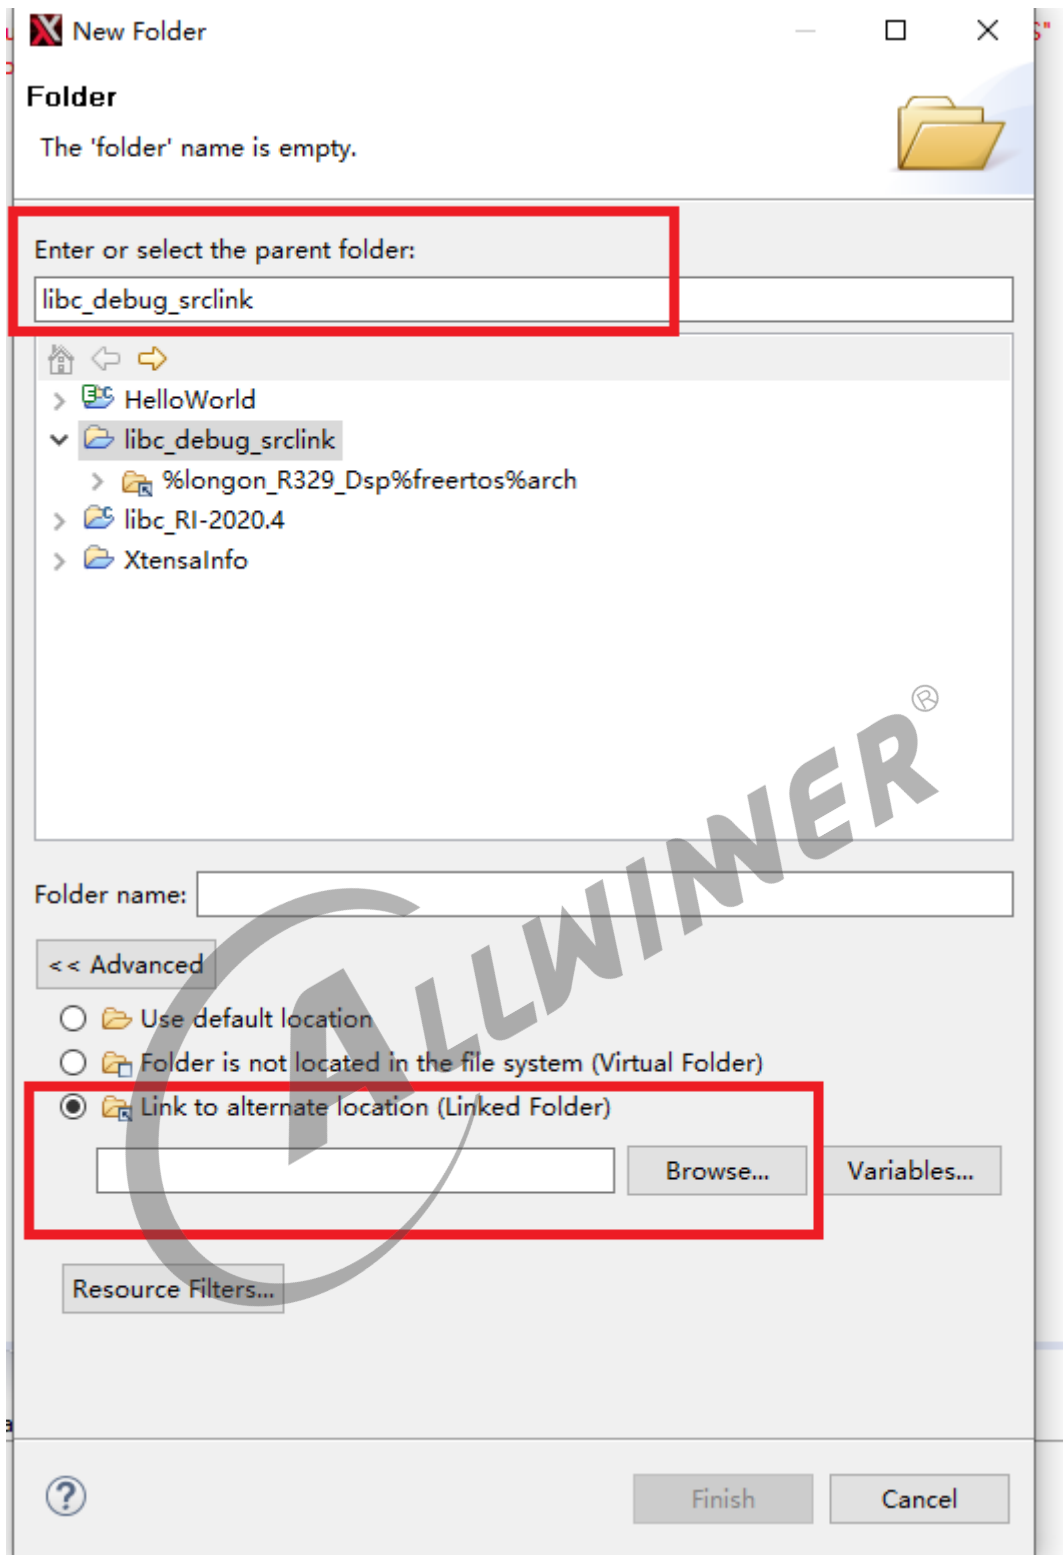 New Folder
S"
Folder
The 'folder' name is empty.
Enter or select the parent folder:
libc_debug_srclink
HelloWorld
libc_debug_srclink
%longon_R329_Dsp%freertos%arch
libc_RI-2020.4
XtensaInfo
ALLWINNER®
Folder name:
<< Advanced
Use default location
Folder is not located in the file system (Virtual Folder)
Link to alternate location (Linked Folder)
Browse... Variables...
Resource Filters...
Finish Cancel